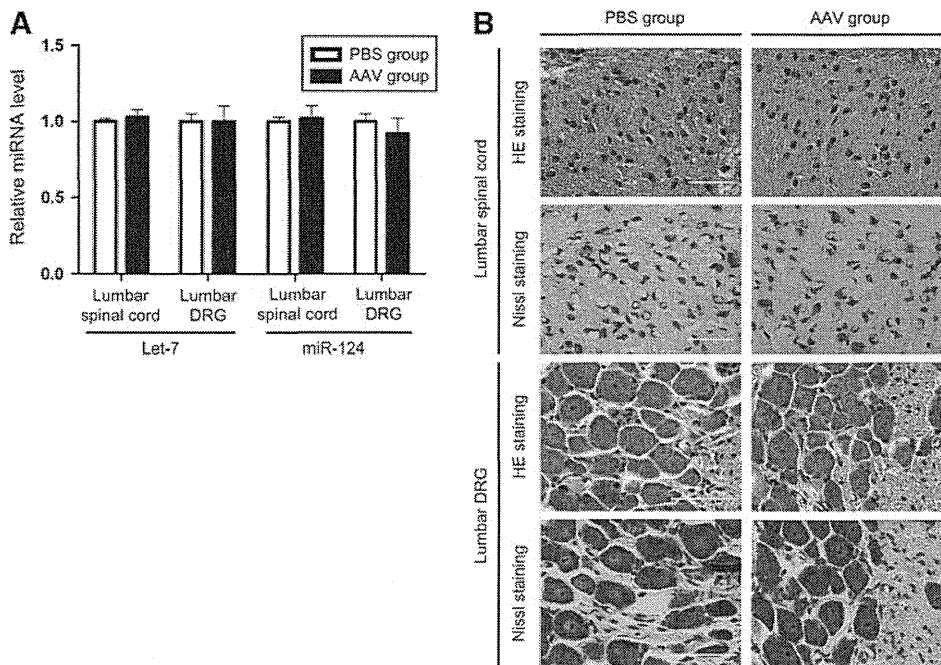 A
Relative miRNA level
1.5
1.0
0.5
0.0
PBS group
AAV group
Lumbar spinal cord
Lumbar DRG
Lumbar spinal cord
Lumbar DRG
Let-7
miR-124
B
PBS group
AAV group
Lumbar spinal cord
HE staining
Nissl staining
Lumbar DRG
HE staining
Nissl staining